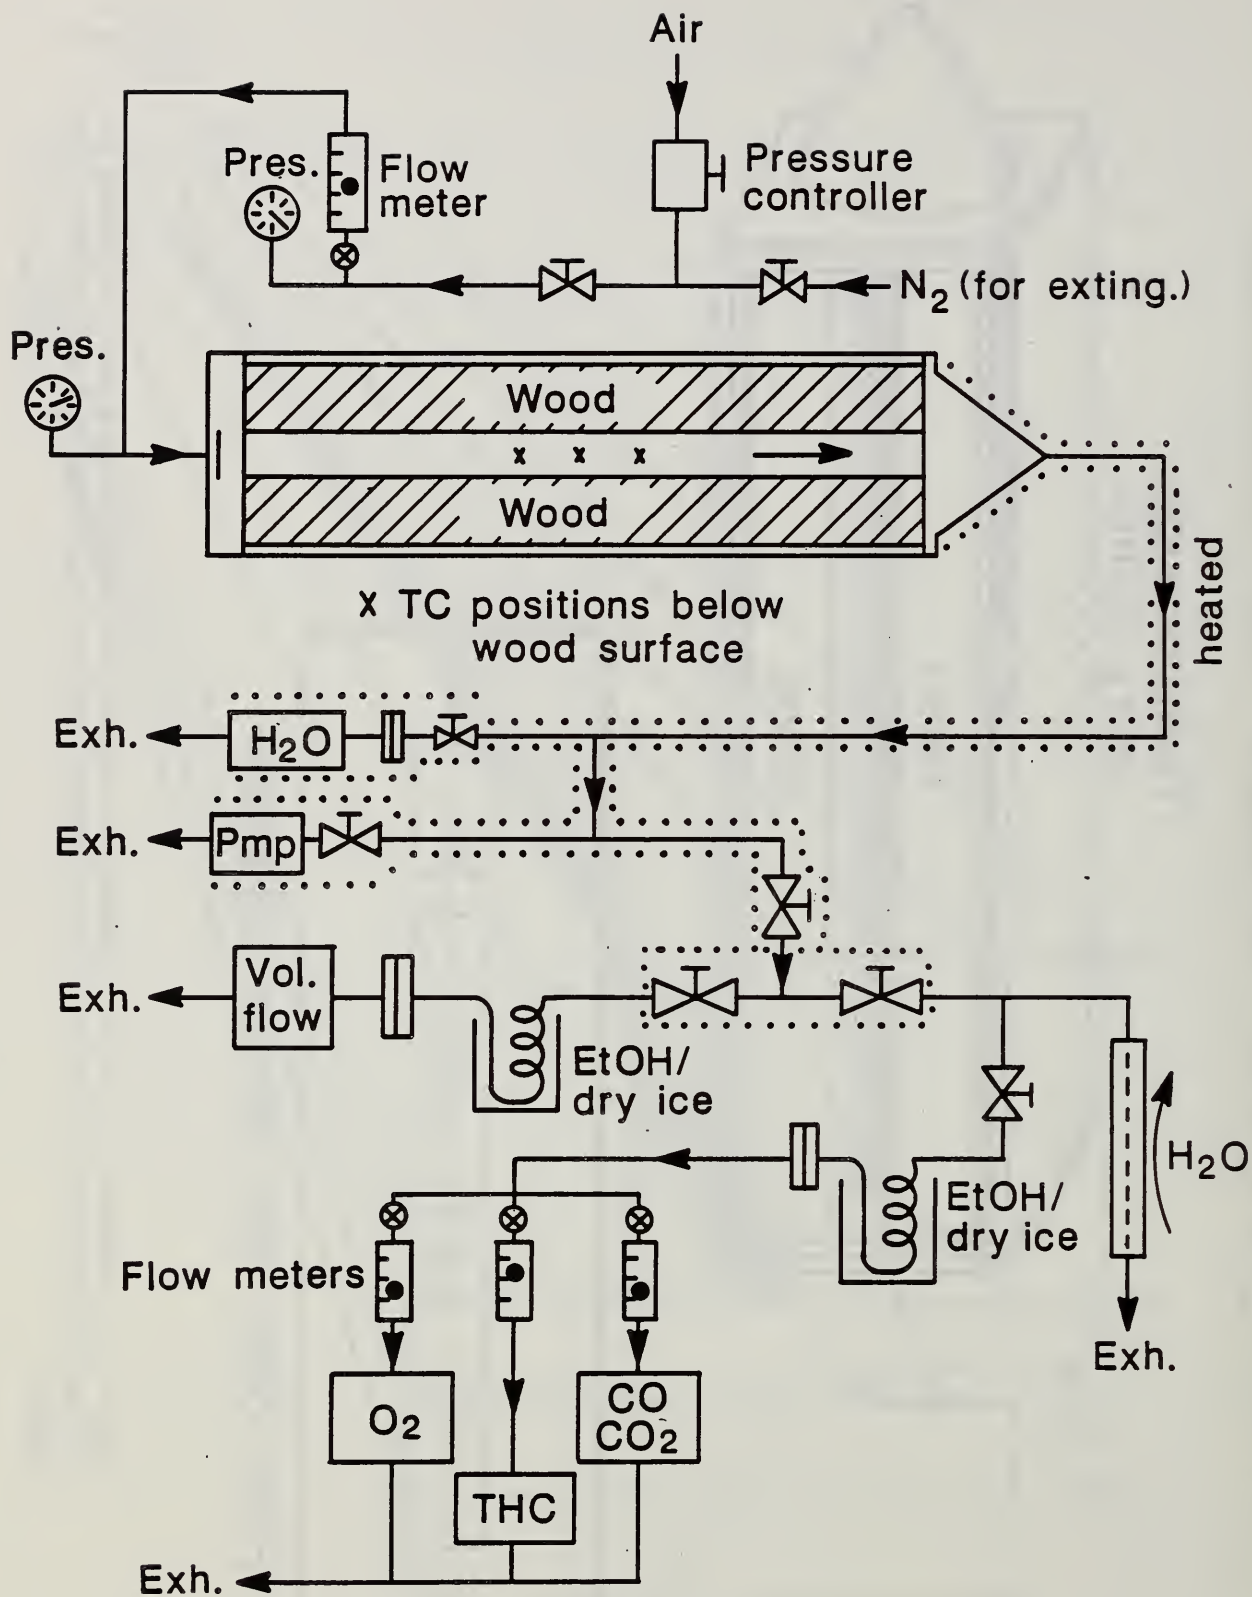 Air
Pres.
Flow
meter
Pressure
controller
N₂ (for exting.)
Pres.
Wood
x x x
Wood
heated
X TC positions below
wood surface
Exh.
H₂O
Exh.
Pmp
Exh.
Vol.
flow
EtOH/
dry ice
H₂O
EtOH/
dry ice
Flow meters
Exh.
O₂
CO
CO₂
THC
Exh.